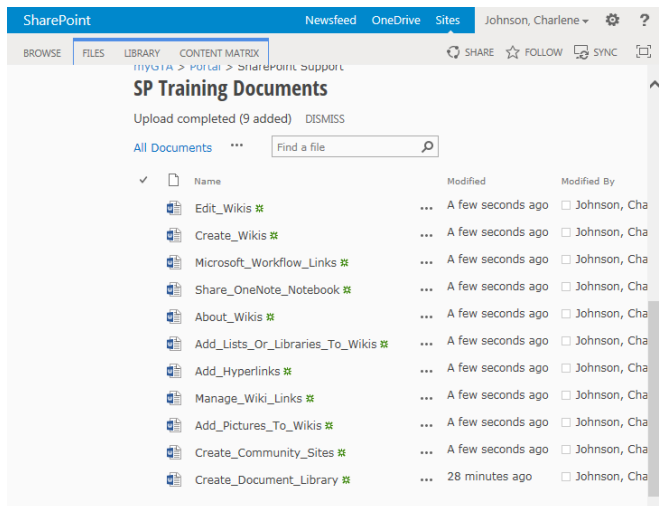 SharePoint Newsfeed OneDrive Sites Johnson, Charlene ?
BROWSE FILES LIBRARY CONTENT MATRIX SHARE FOLLOW SYNC
myGTA > Portal > SharePoint Support
SP Training Documents
Upload completed (9 added) DISMISS
All Documents ••• Find a file
Name Modified Modified By
Edit_Wikis ••• A few seconds ago Johnson, Cha
Create_Wikis ••• A few seconds ago Johnson, Cha
Microsoft_Workflow_Links ••• A few seconds ago Johnson, Cha
Share_OneNote_Notebook ••• A few seconds ago Johnson, Cha
About_Wikis ••• A few seconds ago Johnson, Cha
Add_Lists_Or_Libraries_To_Wikis ••• A few seconds ago Johnson, Cha
Add_Hyperlinks ••• A few seconds ago Johnson, Cha
Manage_Wiki_Links ••• A few seconds ago Johnson, Cha
Add_Pictures_To_Wikis ••• A few seconds ago Johnson, Cha
Create_Community_Sites ••• A few seconds ago Johnson, Cha
Create_Document_Library ••• 28 minutes ago Johnson, Cha